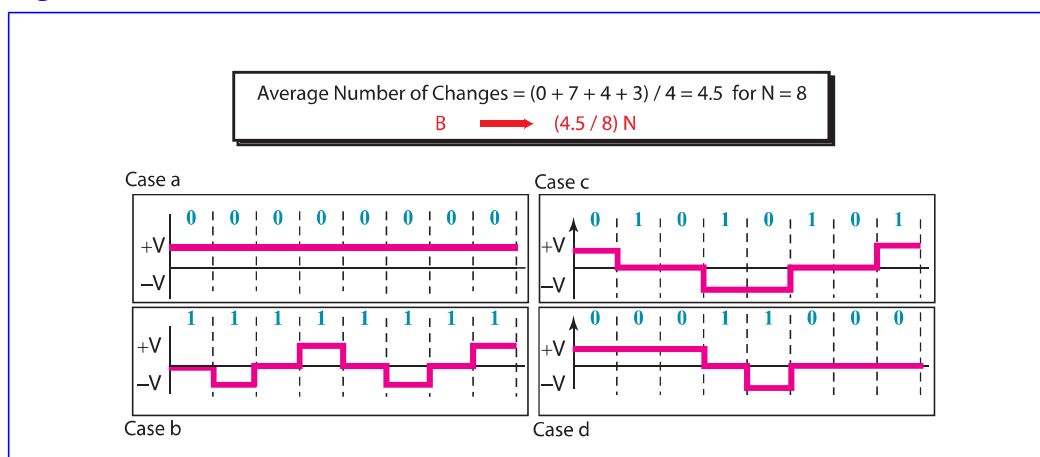 Average Number of Changes = (0 + 7 + 4 + 3) / 4 = 4.5 for N = 8
B (4.5 / 8) N
Case a
0 0 0 0 0 0 0 0
+V
–V
Case c
0 1 0 1 0 1 0 1
+V
–V
1 1 1 1 1 1 1 1
+V
–V
Case b
0 0 0 1 1 0 0 0
+V
–V
Case d